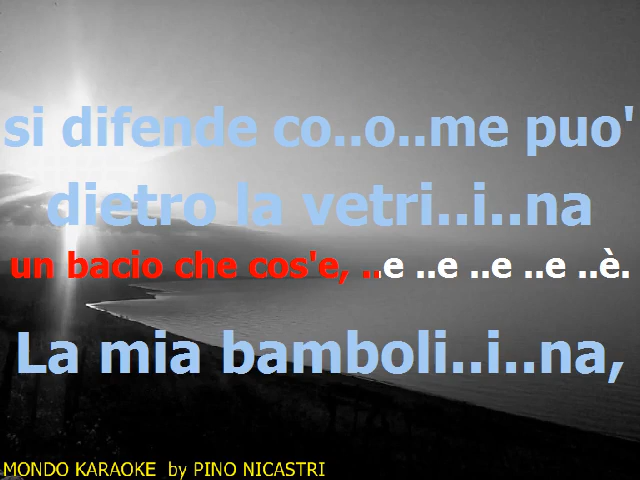 si difende co..o..me puo'
dietro la vetri..i..na
un bacio che cos'e, ..e ..e ..e ..e ..è.
La mia bamboli..i..na,
MONDO KARAOKE by PINO NICASTRI